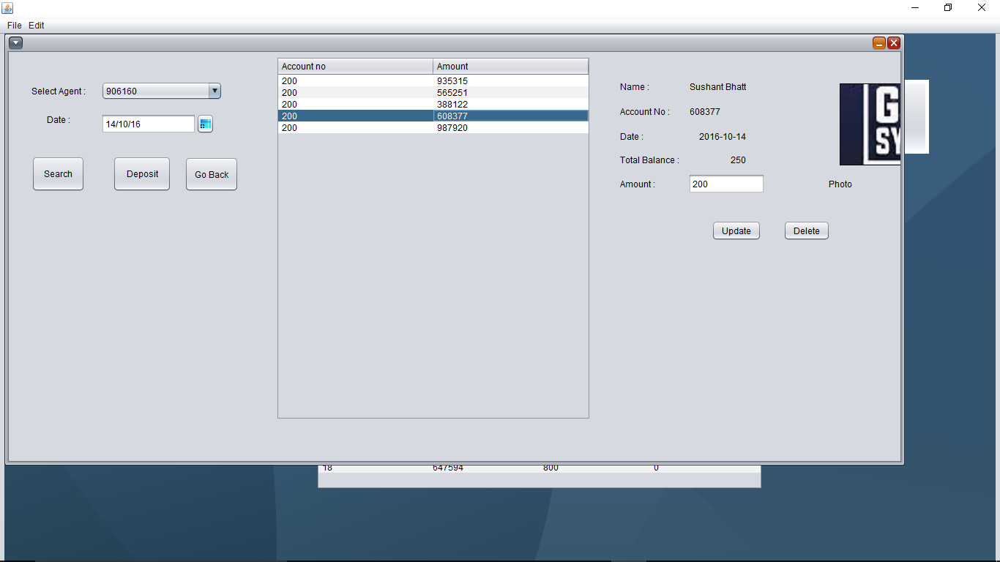 File Edit
Select Agent : 906160
Date : 14/10/16
Search Deposit Go Back
Account no Amount
200 935315
200 565251
200 388122
200 608377
200 987920
Name : Sushant Bhatt
Account No : 608377
Date : 2016-10-14
Total Balance : 250
Amount : 200
G
SY
Photo
Update Delete
18 647594 800 0